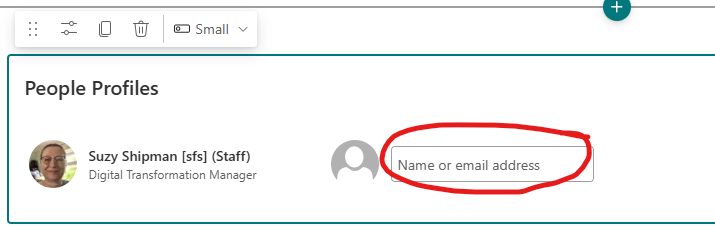 Small
People Profiles
Suzy Shipman [sfs] (Staff)
Digital Transformation Manager
Name or email address